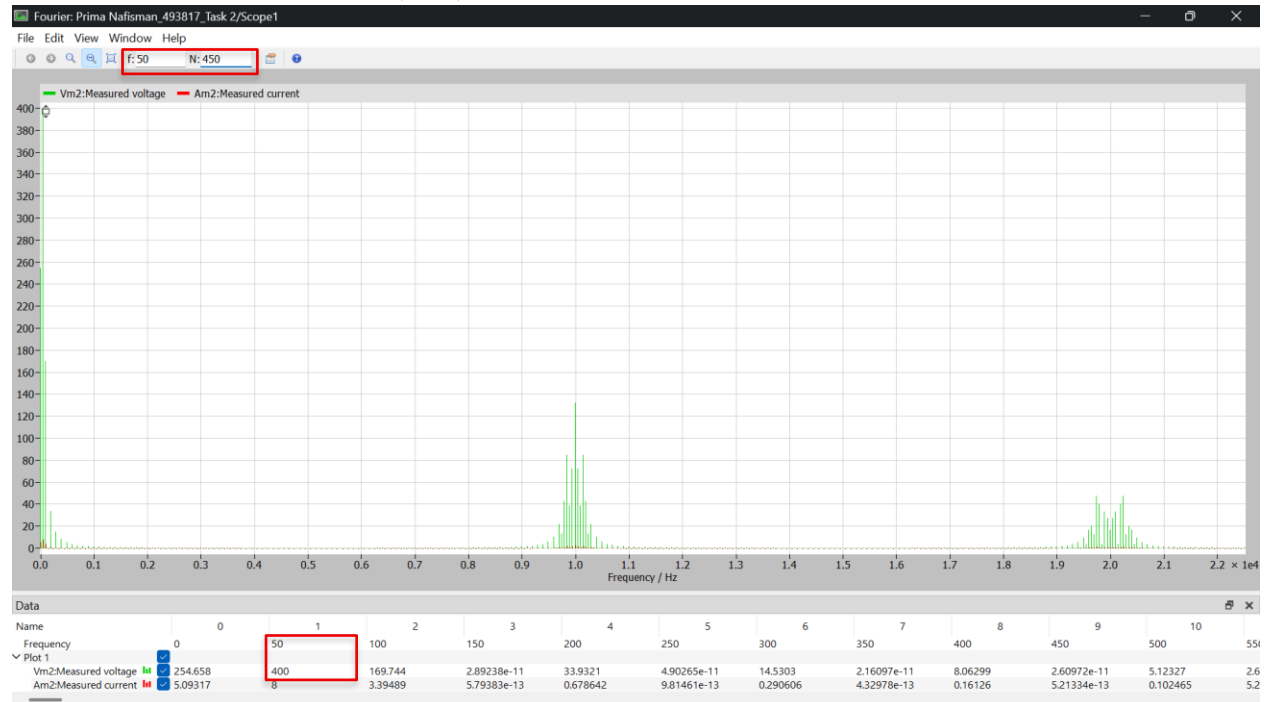 Fourier: Prima Nafisman_493817_Task 2/Scope1
File Edit View Window Help
f: 50 N: 450
Vm2:Measured voltage Am2:Measured current
400
380
360
340
320
300
280
260
240
220
200
180
160
140
120
100
80
60
40
20
0
0.0 0.1 0.2 0.3 0.4 0.5 0.6 0.7 0.8 0.9 1.0 1.1 1.2 1.3 1.4 1.5 1.6 1.7 1.8 1.9 2.0 2.1 2.2 × 1e4
Frequency / Hz
Data
Name 0 1 2 3 4 5 6 7 8 9 10
Frequency 0 50 100 150 200 250 300 350 400 450 500 55
Plot 1
Vm2:Measured voltage 254.658 400 169.744 2.89238e-11 33.9321 4.90265e-11 14.5303 2.16097e-11 8.06299 2.60972e-11 5.12327 2.6
Am2:Measured current 5.09317 8 3.39489 5.79383e-13 0.678642 9.81461e-13 0.290606 4.32978e-13 0.16126 5.21334e-13 0.102465 5.2